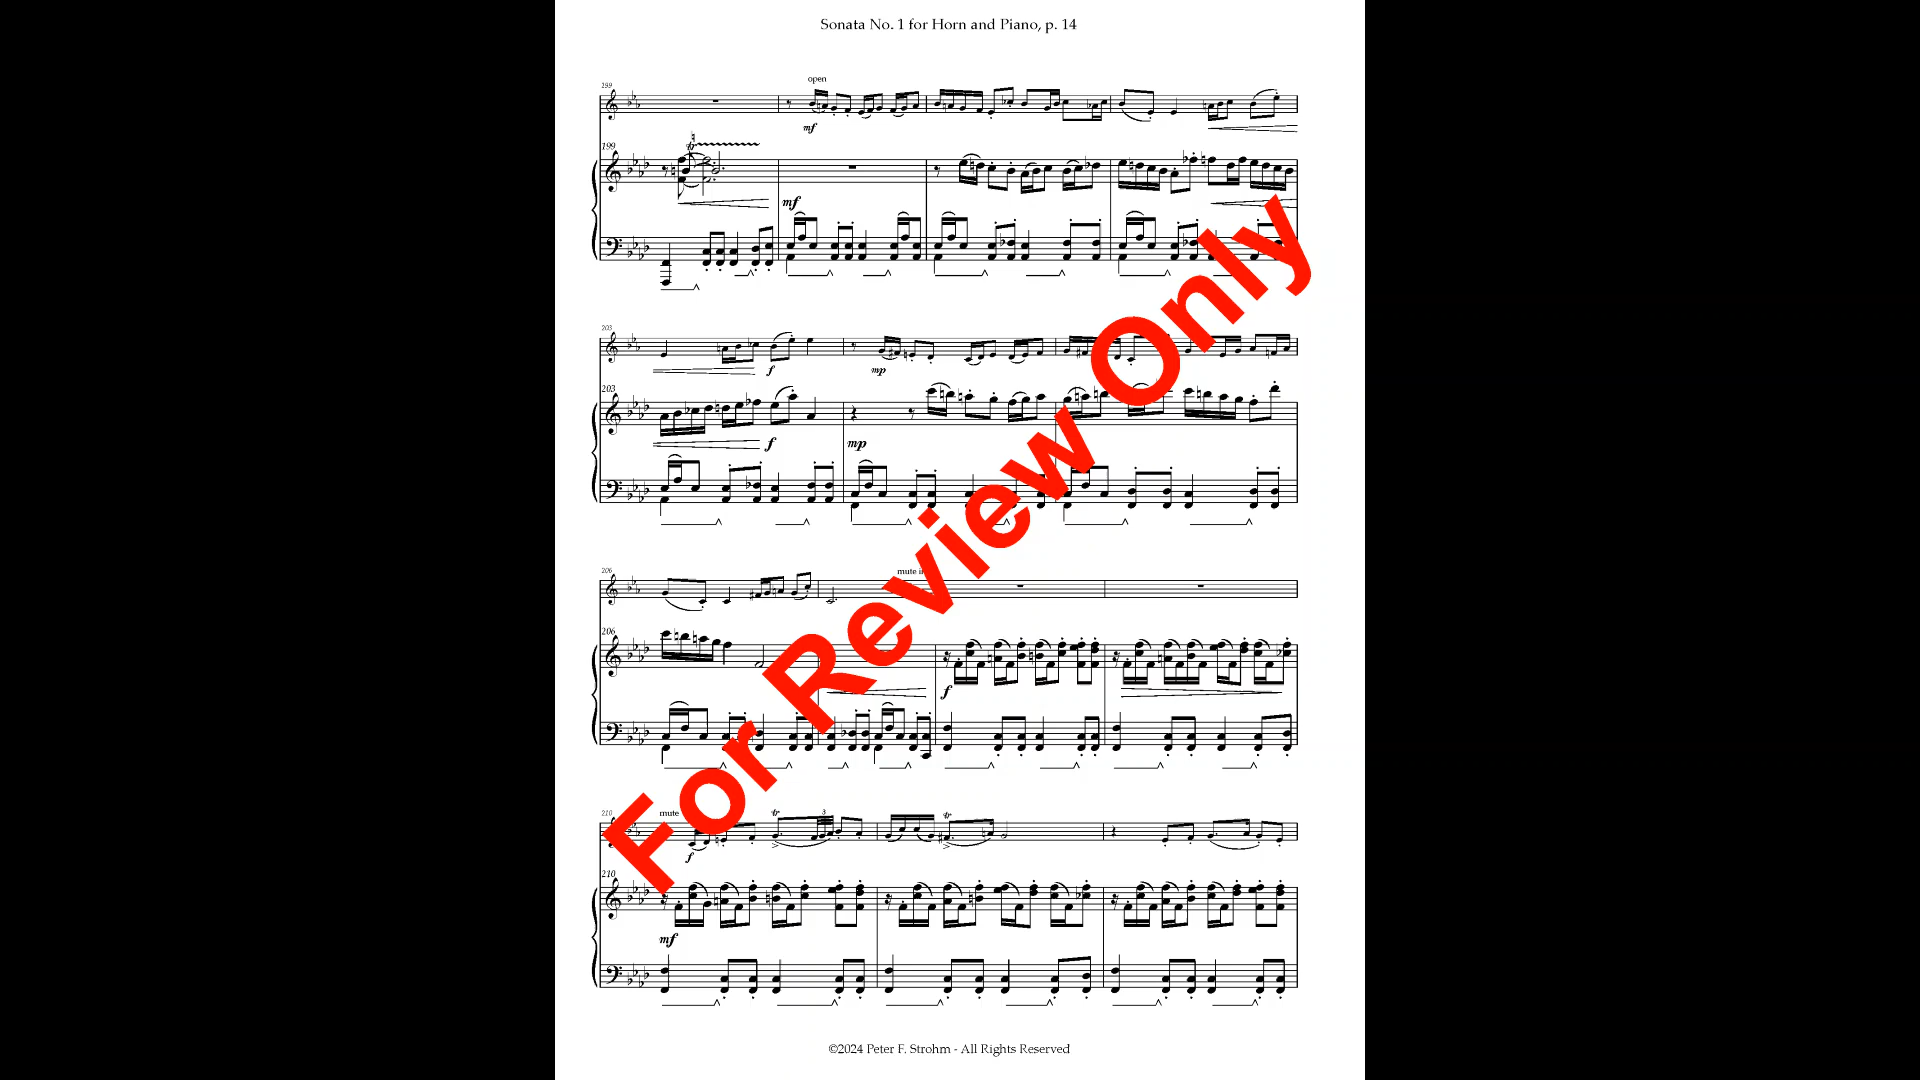 Sonata No. 1 for Horn and Piano, p. 14
open
199
mf
199
mf
203
f
mp
203
f
mp
206
mute
206
f
210
mute
f
3
210
mf
For Review Only
©2024 Peter F. Strohm - All Rights Reserved